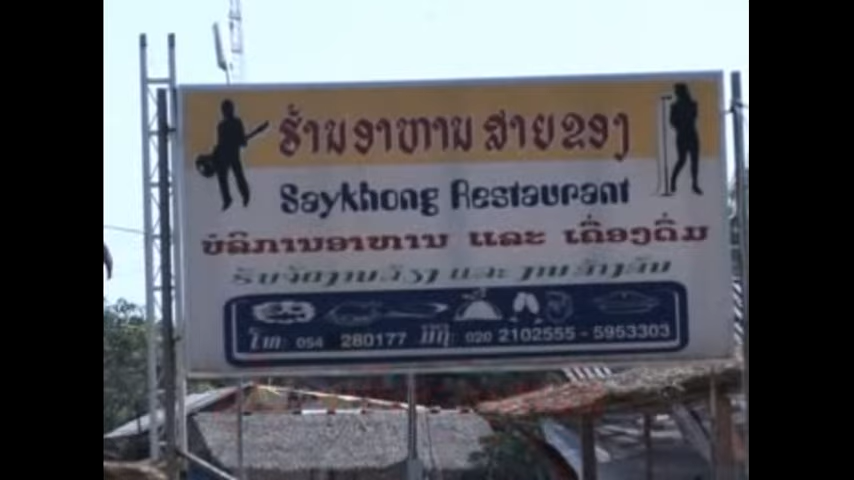 ຮ້ານອາຫານ ສາຍຂອງ
Saykhong Restaurant
ບໍລິການອາຫານ ແລະ ເຄື່ອງດື່ມ
ຮັບຈັດງານລ້ຽງ ແລະ ງານສ້າງສັນ
ໂທ: 054 280177 ມືຖື: 020 2102555 - 5953303